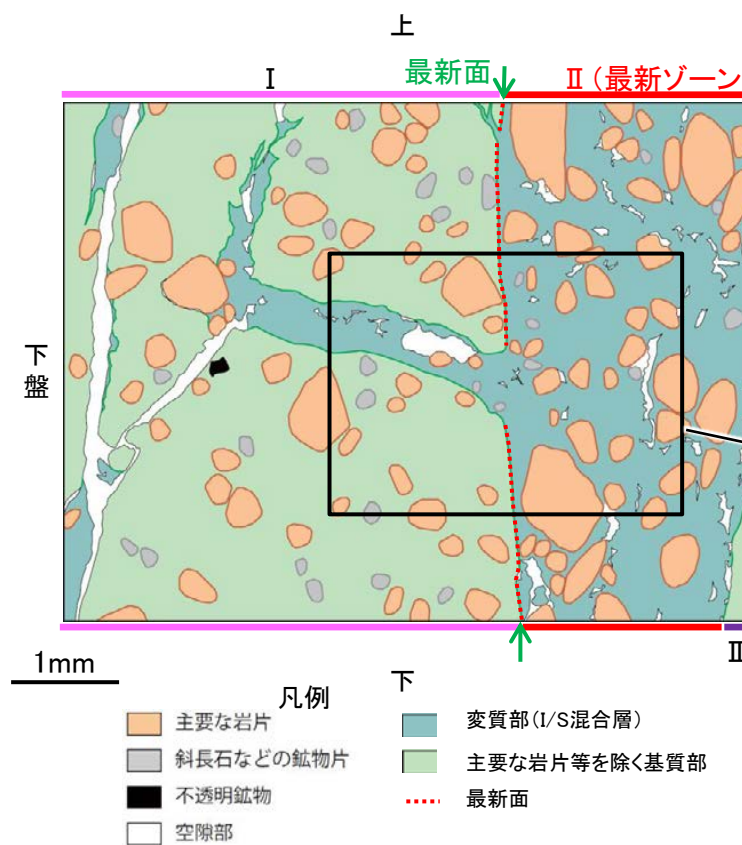 上
最新面
Ⅰ
Ⅱ(最新ゾーン
下
盤
Ⅱ
1mm
凡例
下
主要な岩片
斜長石などの鉱物片
不透明鉱物
空隙部
変質部(I/S混合層)
主要な岩片等を除く基質部
最新面